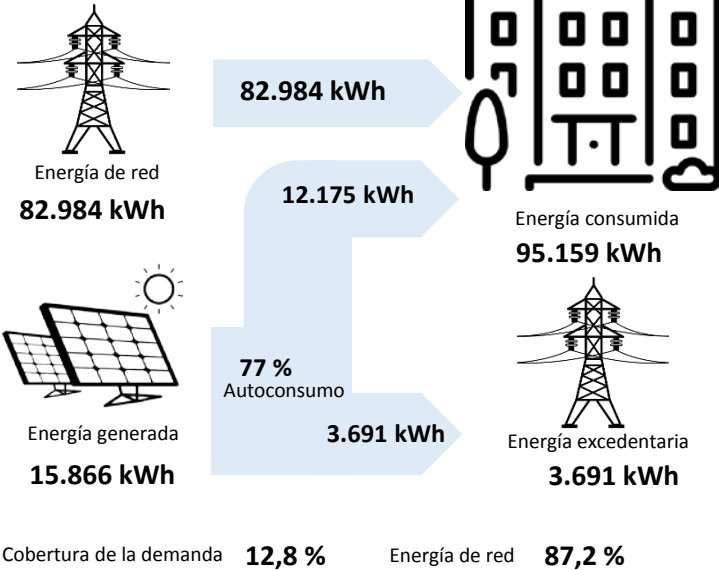 82.984 kWh
Energía de red
82.984 kWh
12.175 kWh
Energía consumida
95.159 kWh
77 %
Autoconsumo
Energía generada
15.866 kWh
3.691 kWh
Energía excedentaria
3.691 kWh
Cobertura de la demanda 12,8 % Energía de red 87,2 %